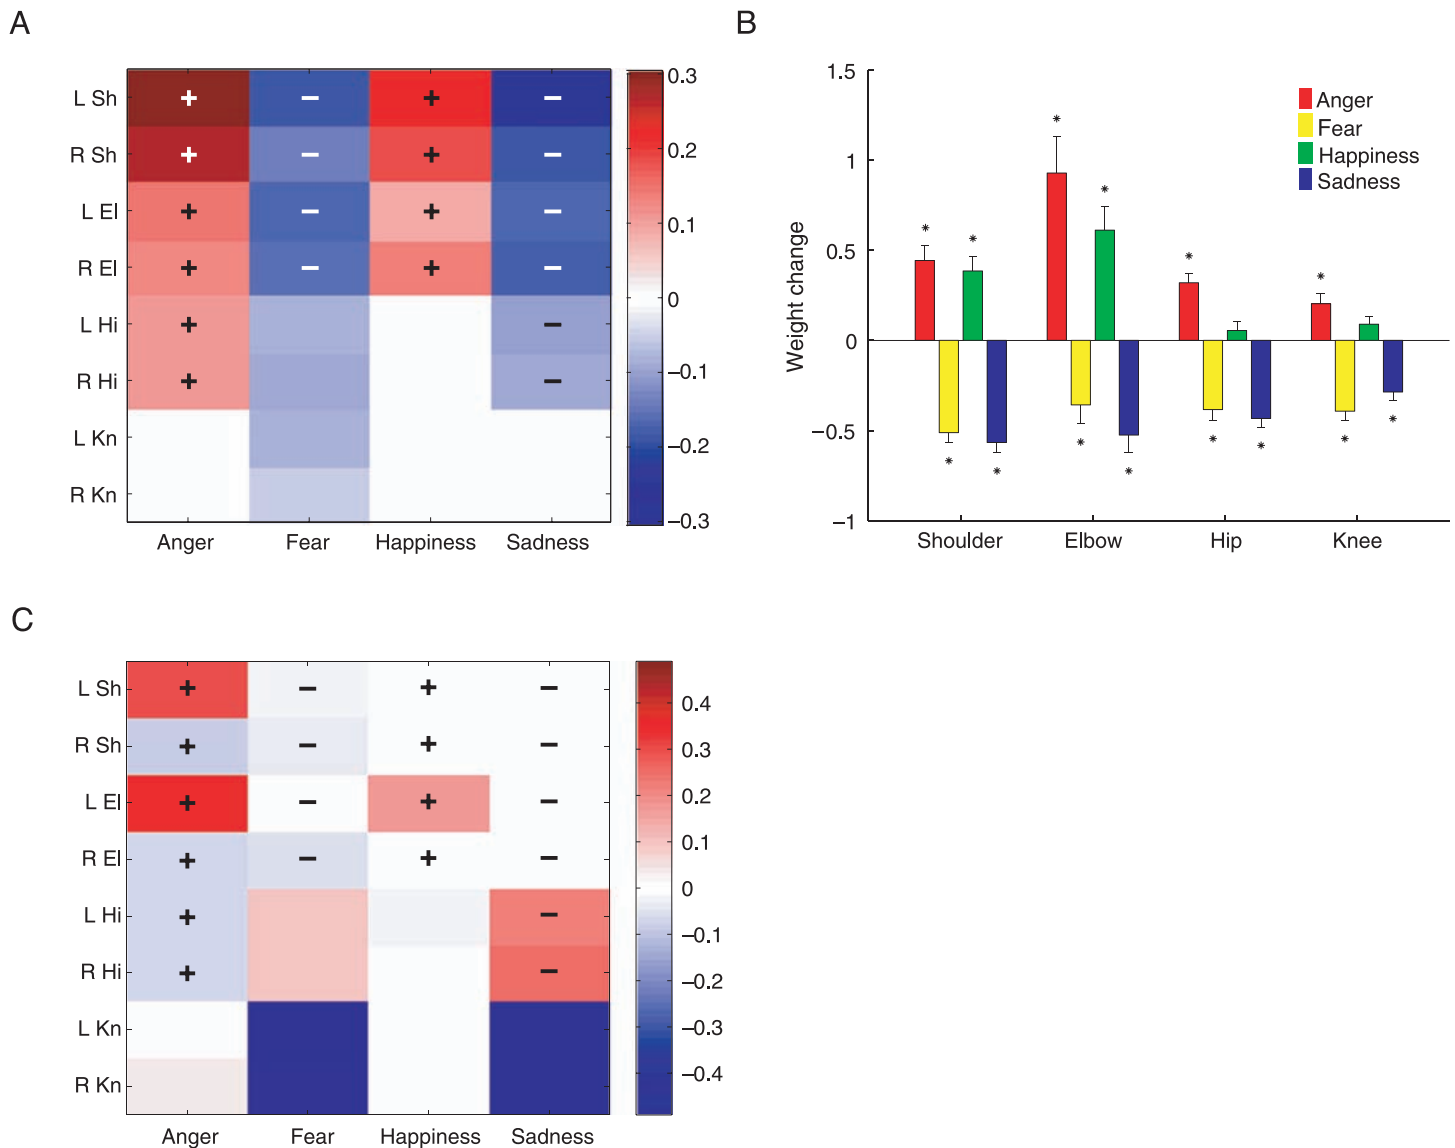 A
L Sh
R Sh
L El
R El
L Hi
R Hi
L Kn
R Kn
+ − + −
+ − + −
+ − + −
+ − + −
+ −
+ −
0.3
0.2
0.1
0
−0.1
−0.2
−0.3
Anger Fear Happiness Sadness
B
Weight change
1.5
1
0.5
0
−0.5
−1
Anger
Fear
Happiness
Sadness
* * * * * *
* * * * * * * *
Shoulder Elbow Hip Knee
C
L Sh
R Sh
L El
R El
L Hi
R Hi
L Kn
R Kn
+ − + −
+ − + −
+ − + −
+ − + −
+ −
+ −
0.4
0.3
0.2
0.1
0
−0.1
−0.2
−0.3
−0.4
Anger Fear Happiness Sadness